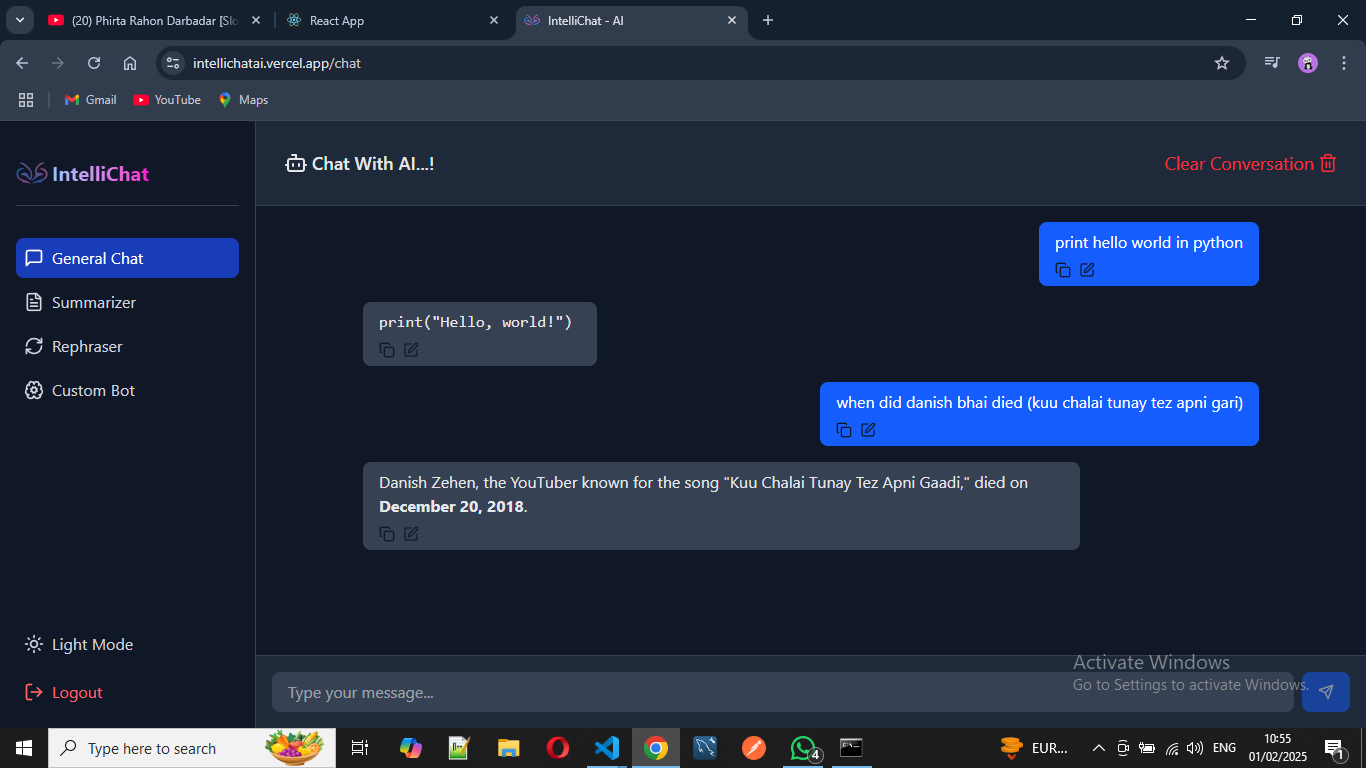 (20) Phirta Rahon Darbadar [Slo
React App
IntelliChat - AI
intellichatai.vercel.app/chat
Gmail
YouTube
Maps
IntelliChat
Chat With AI...!
Clear Conversation
General Chat
Summarizer
Rephraser
Custom Bot
print hello world in python
print("Hello, world!")
when did danish bhai died (kuu chalai tunay tez apni gari)
Danish Zehen, the YouTuber known for the song "Kuu Chalai Tunay Tez Apni Gaadi," died on
December 20, 2018.
Light Mode
Logout
Type your message...
Activate Windows
Go to Settings to activate Windows.
Type here to search
4
EUR...
ENG
10:55
01/02/2025
1